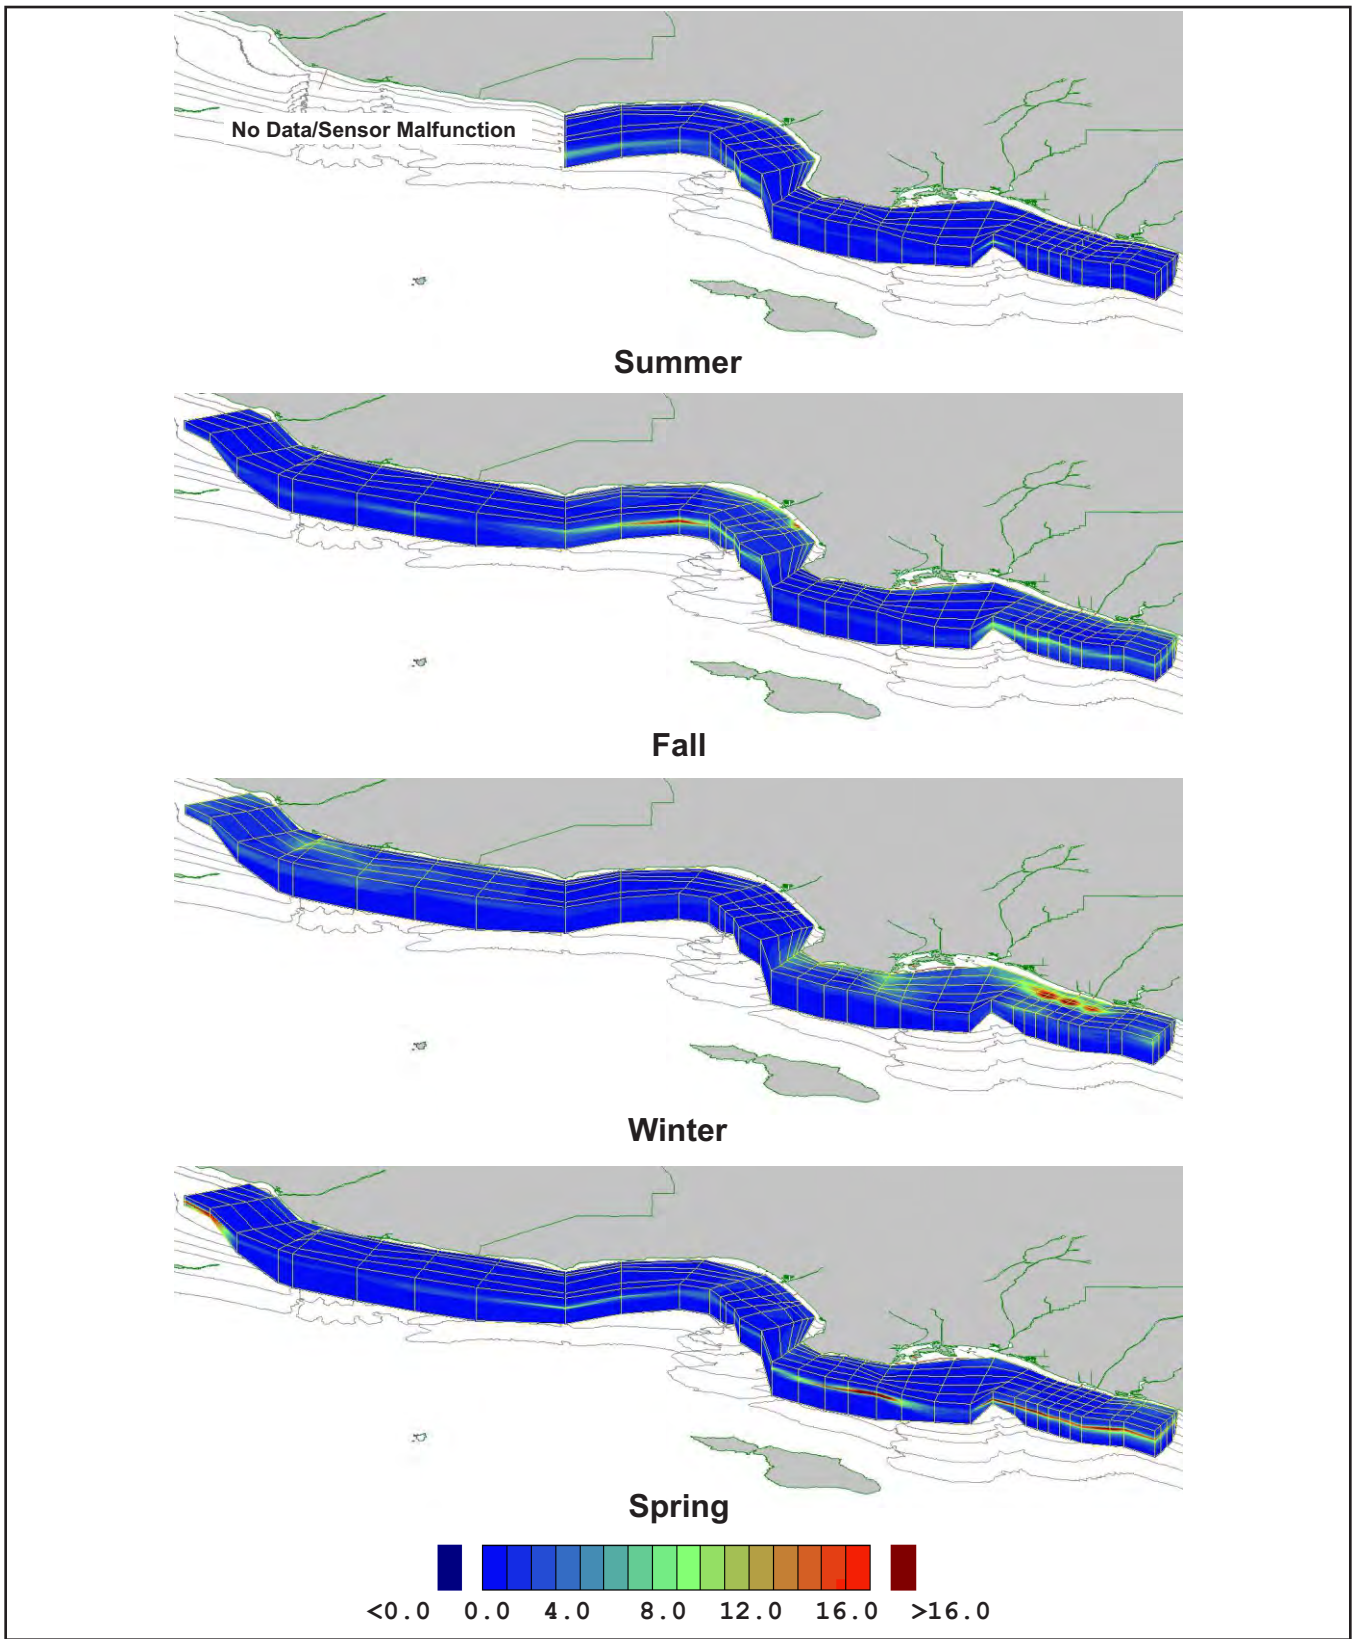 No Data/Sensor Malfunction
Summer
Fall
Winter
Spring
<0.0 0.0 4.0 8.0 12.0 16.0 >16.0